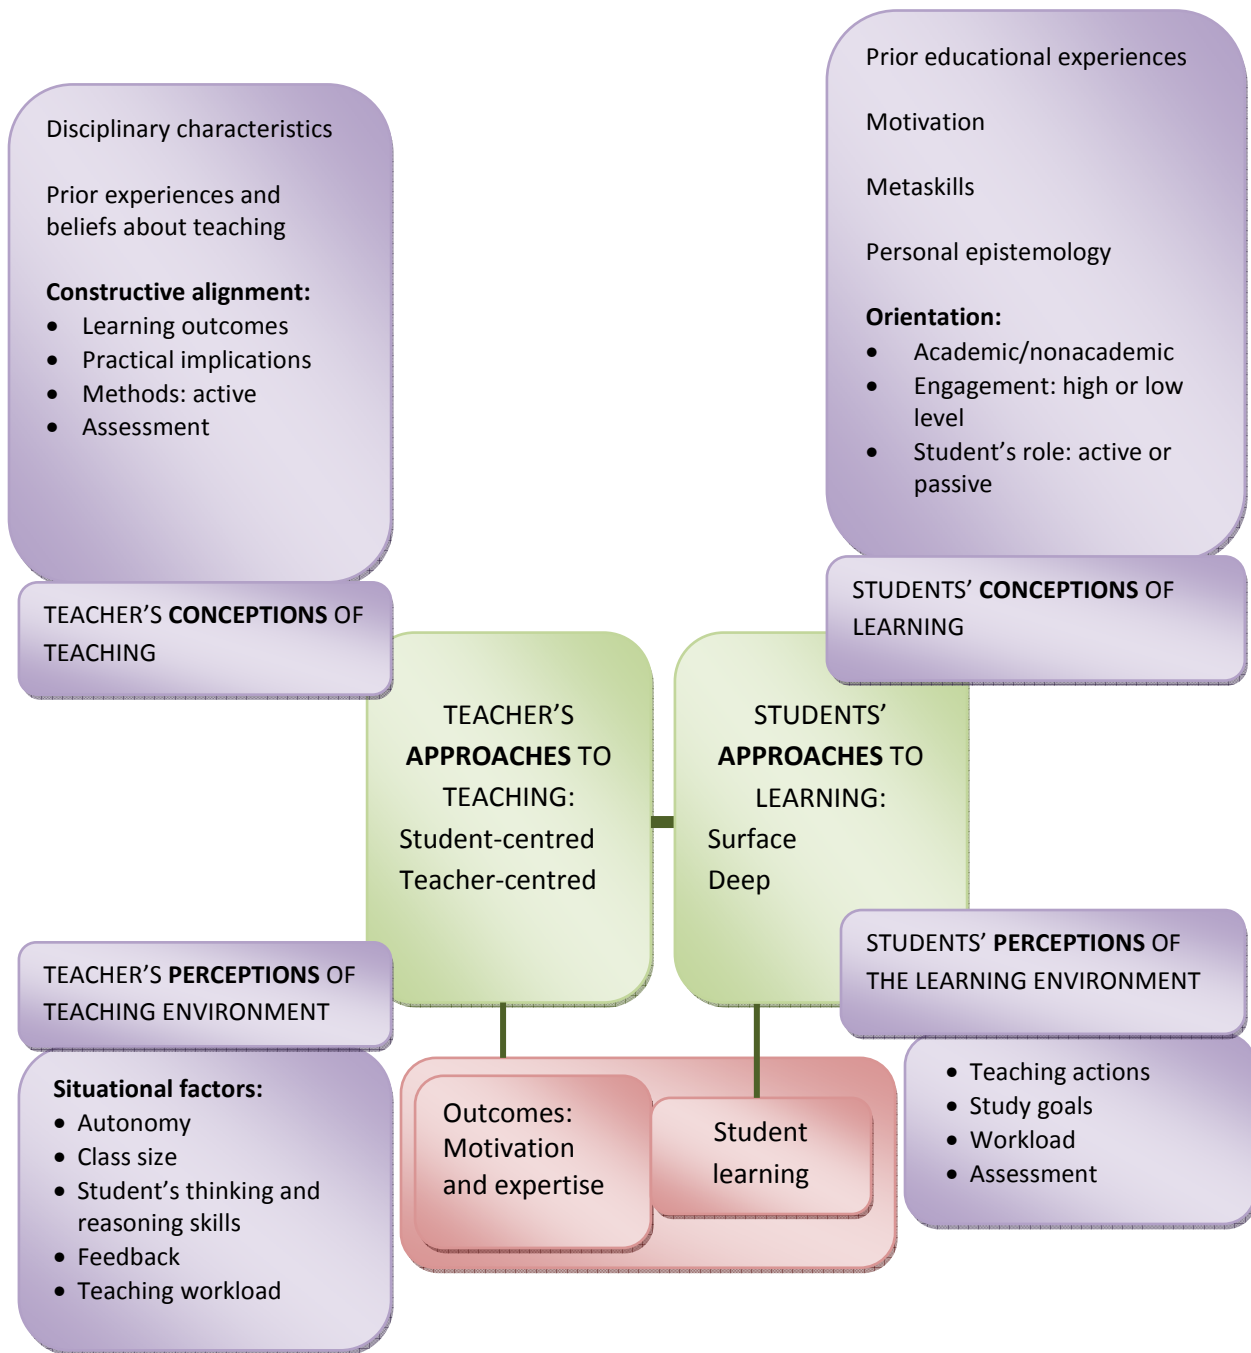 Disciplinary characteristics
Prior experiences and
beliefs about teaching
Constructive alignment:
• Learning outcomes
• Practical implications
• Methods: active
• Assessment
TEACHER’S CONCEPTIONS OF
TEACHING
Prior educational experiences
Motivation
Metaskills
Personal epistemology
Orientation:
• Academic/nonacademic
• Engagement: high or low
level
• Student’s role: active or
passive
STUDENTS’ CONCEPTIONS OF
LEARNING
TEACHER’S
APPROACHES TO
TEACHING:
Student-centred
Teacher-centred
STUDENTS’
APPROACHES TO
LEARNING:
Surface
Deep
TEACHER’S PERCEPTIONS OF
TEACHING ENVIRONMENT
Situational factors:
• Autonomy
• Class size
• Student’s thinking and
reasoning skills
• Feedback
• Teaching workload
STUDENTS’ PERCEPTIONS OF
THE LEARNING ENVIRONMENT
• Teaching actions
• Study goals
• Workload
• Assessment
Outcomes:
Motivation
and expertise
Student
learning